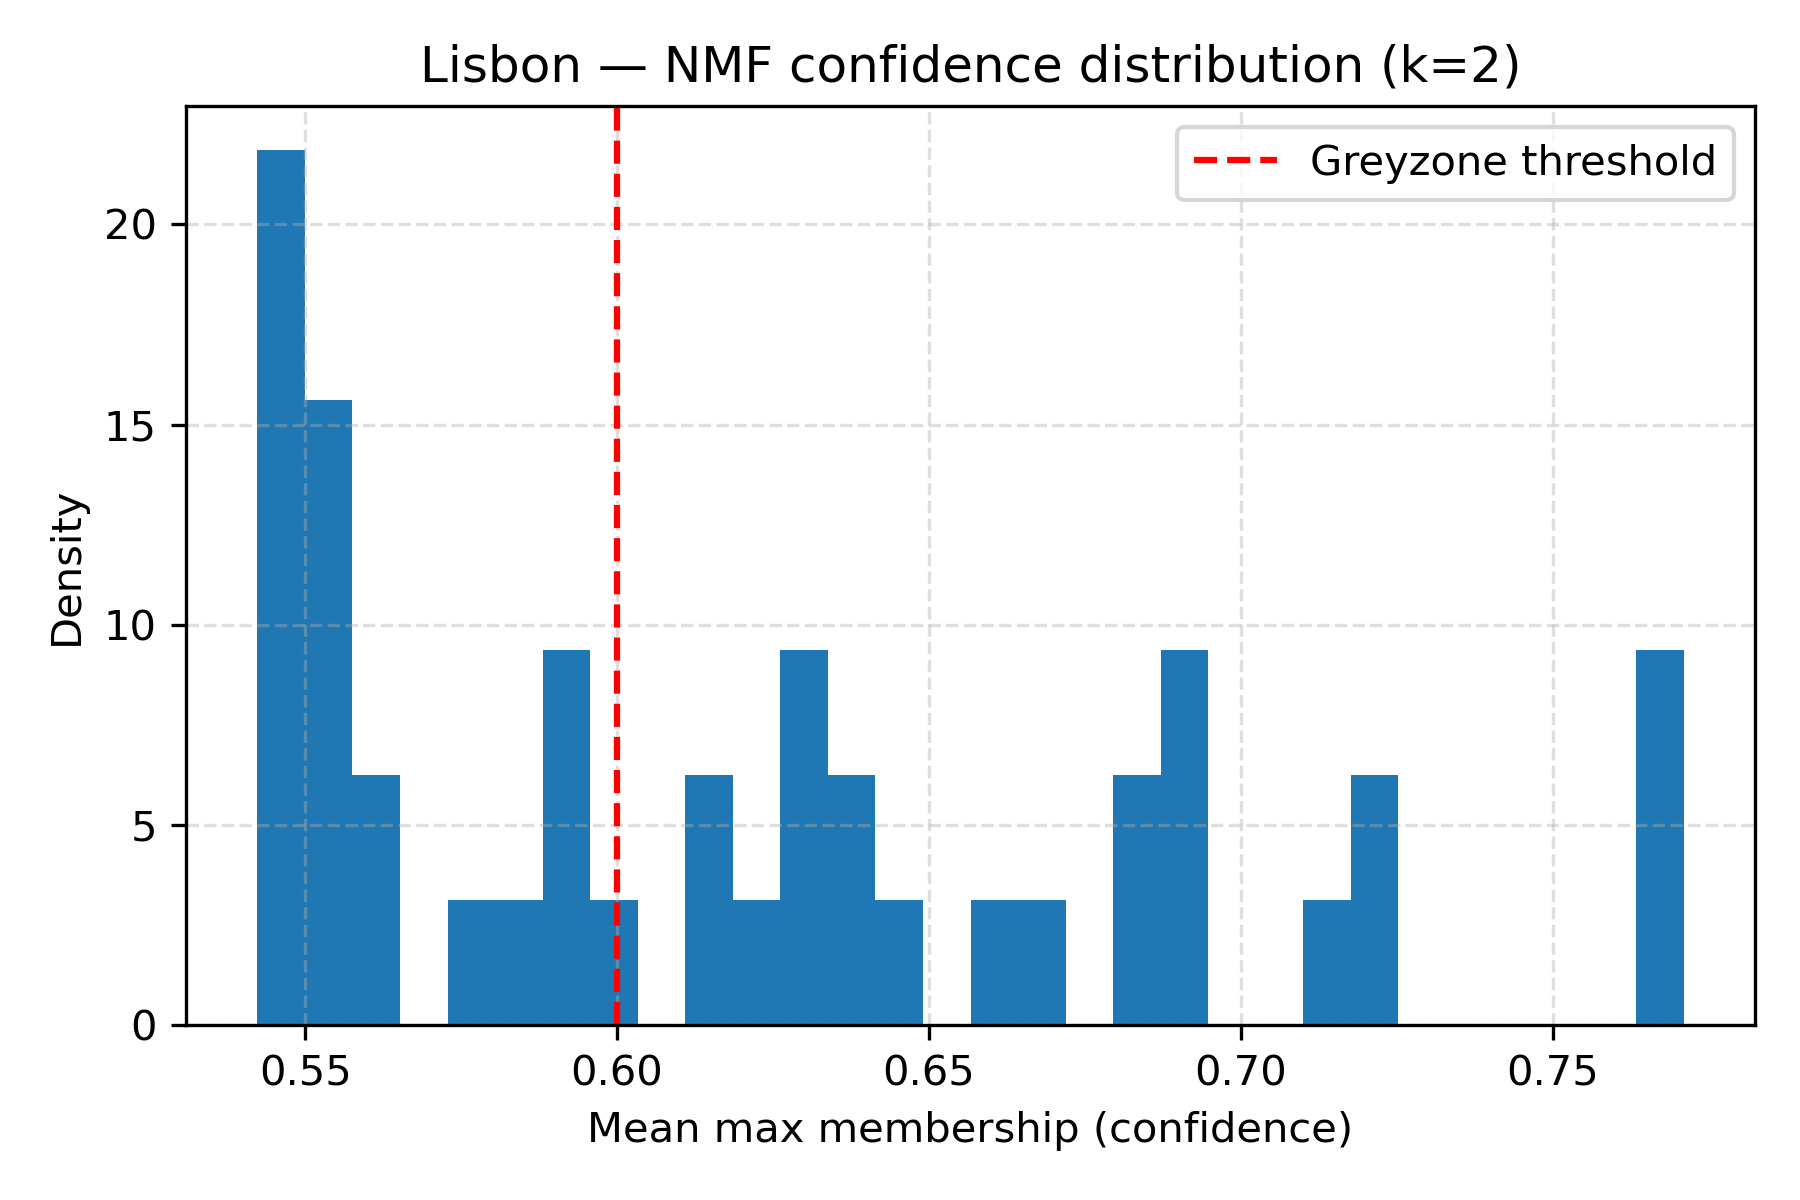 Lisbon — NMF confidence distribution (k=2)
Greyzone threshold
20
15
10
5
0
Density
0.55 0.60 0.65 0.70 0.75
Mean max membership (confidence)